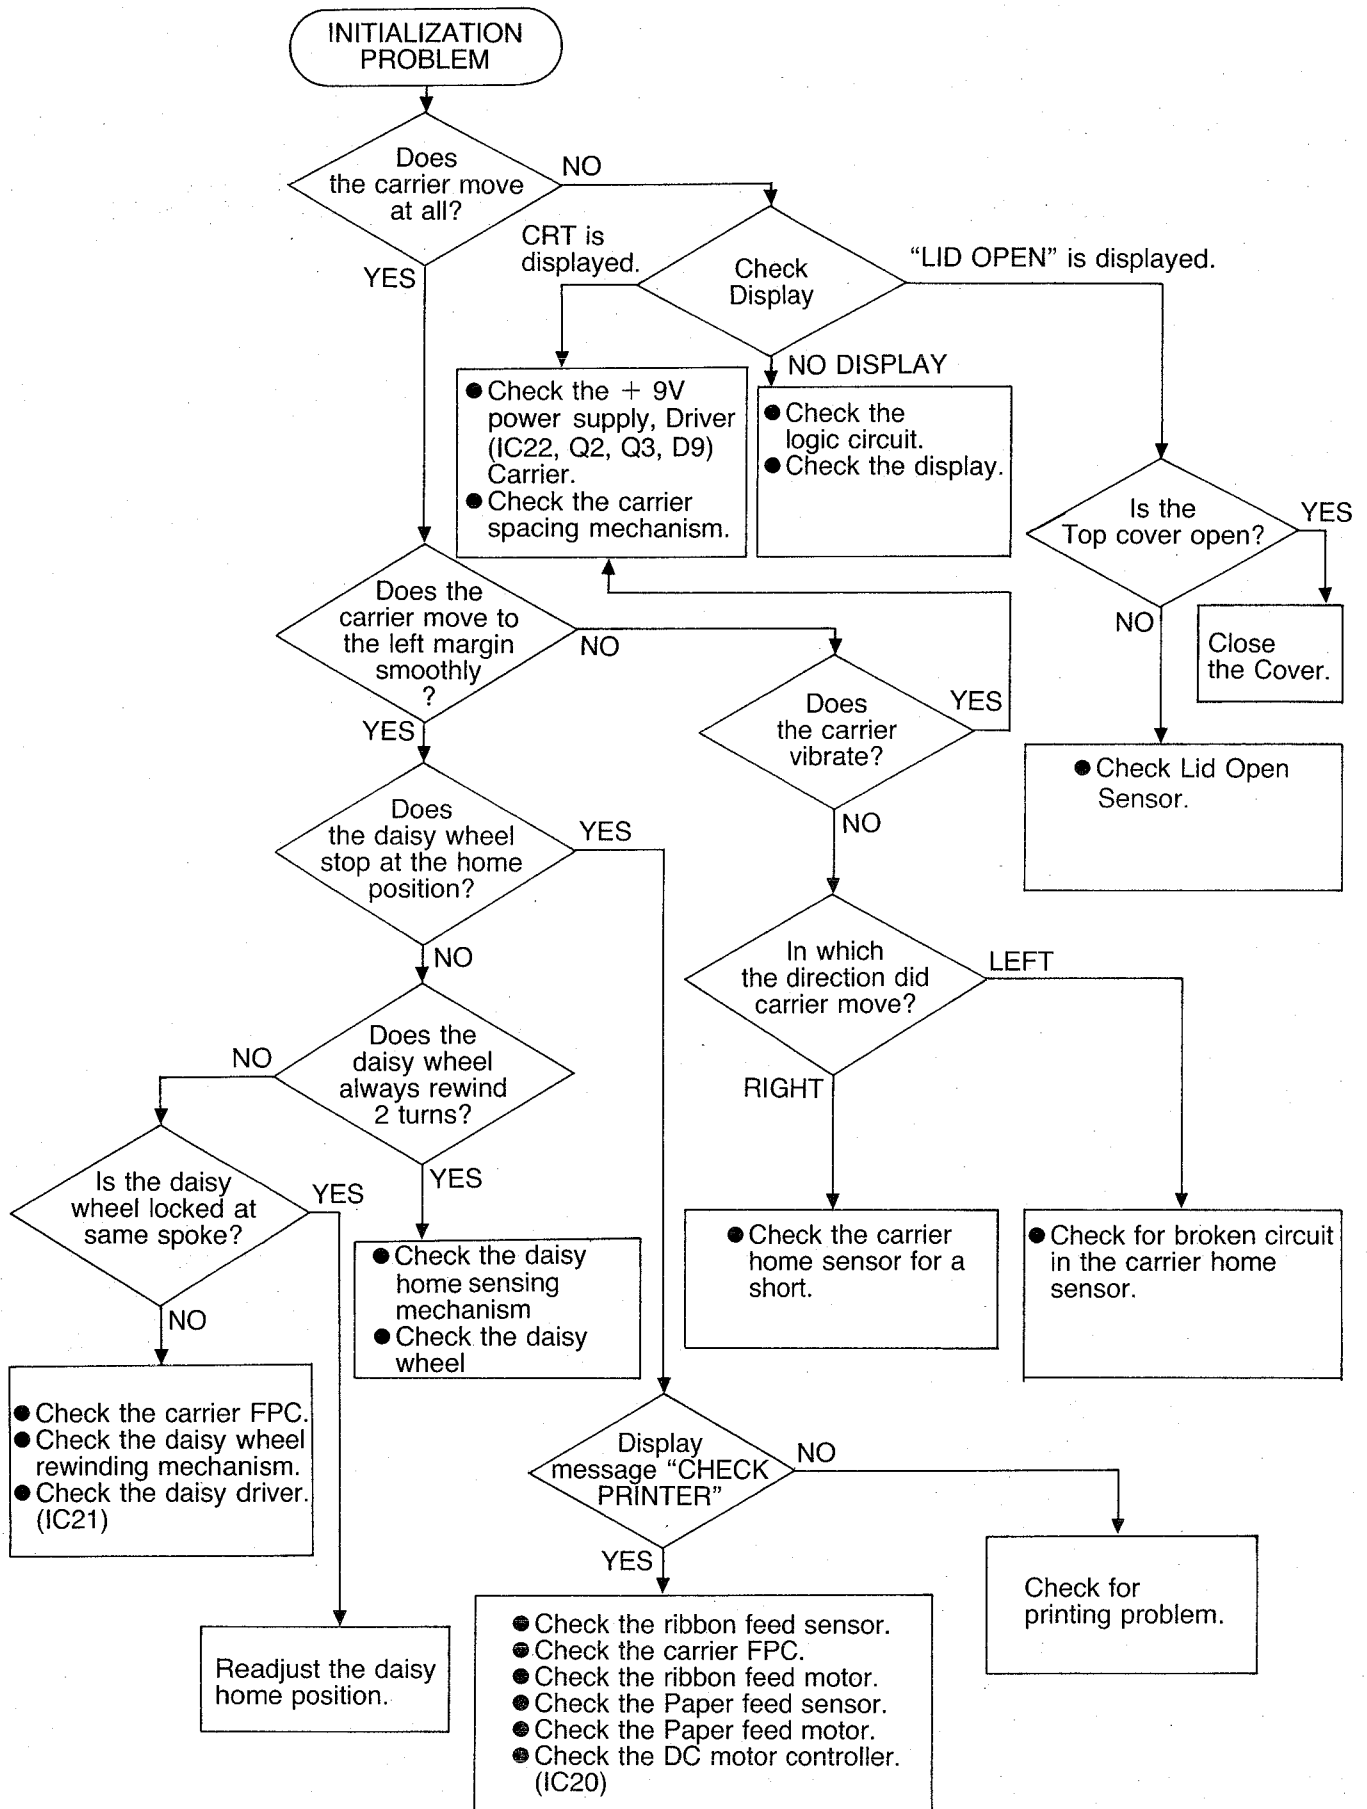 INITIALIZATION
PROBLEM
Does
the carrier move
at all?
NO
YES
CRT is
displayed.
Check
Display
“LID OPEN” is displayed.
NO DISPLAY
● Check the + 9V
power supply, Driver
(IC22, Q2, Q3, D9)
Carrier.
● Check the carrier
spacing mechanism.
● Check the
logic circuit.
● Check the display.
Is the
Top cover open?
YES
NO
Close
the Cover.
● Check Lid Open
Sensor.
Does the
carrier move to
the left margin
smoothly
?
NO
YES
Does
the carrier
vibrate?
YES
NO
Does
the daisy wheel
stop at the home
position?
YES
NO
In which
the direction did
carrier move?
LEFT
RIGHT
Does the
daisy wheel
always rewind
2 turns?
NO
YES
Is the daisy
wheel locked at
same spoke?
YES
NO
● Check the daisy
home sensing
mechanism
● Check the daisy
wheel
● Check the carrier
home sensor for a
short.
● Check for broken circuit
in the carrier home
sensor.
● Check the carrier FPC.
● Check the daisy wheel
rewinding mechanism.
● Check the daisy driver.
(IC21)
Display
message “CHECK
PRINTER”
NO
YES
Readjust the daisy
home position.
● Check the ribbon feed sensor.
● Check the carrier FPC.
● Check the ribbon feed motor.
● Check the Paper feed sensor.
● Check the Paper feed motor.
● Check the DC motor controller.
(IC20)
Check for
printing problem.